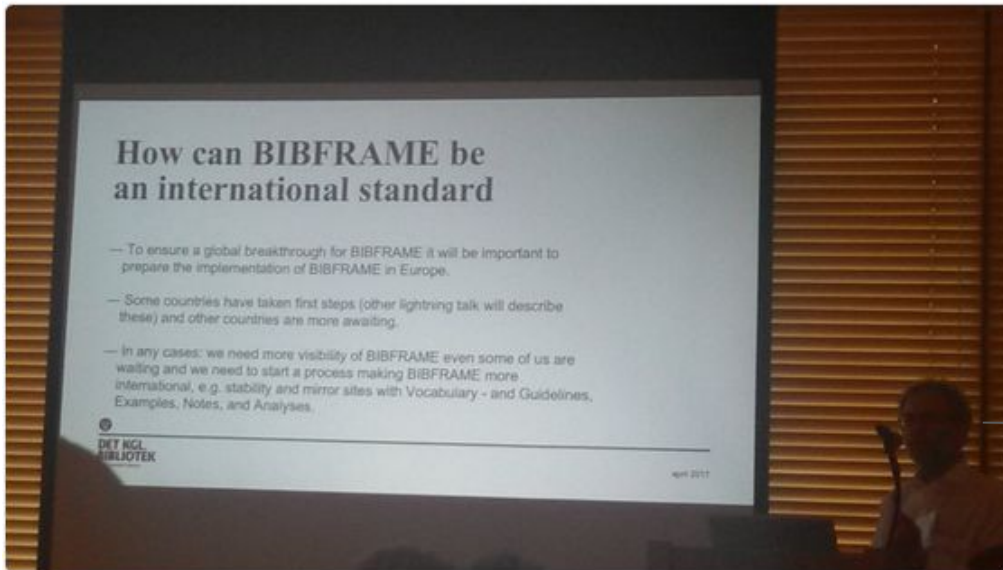 How can BIBFRAME be
an international standard
— To ensure a global breakthrough for BIBFRAME it will be important to
prepare the implementation of BIBFRAME in Europe.
— Some countries have taken first steps (other lightning talk will describe
these) and other countries are more awaiting.
— In any cases: we need more visibility of BIBFRAME even some of us are
waiting and we need to start a process making BIBFRAME more
international, e.g. stability and mirror sites with Vocabulary - and Guidelines,
Examples, Notes, and Analyses.
DET KGL.
BIBLIOTEK
april 2017